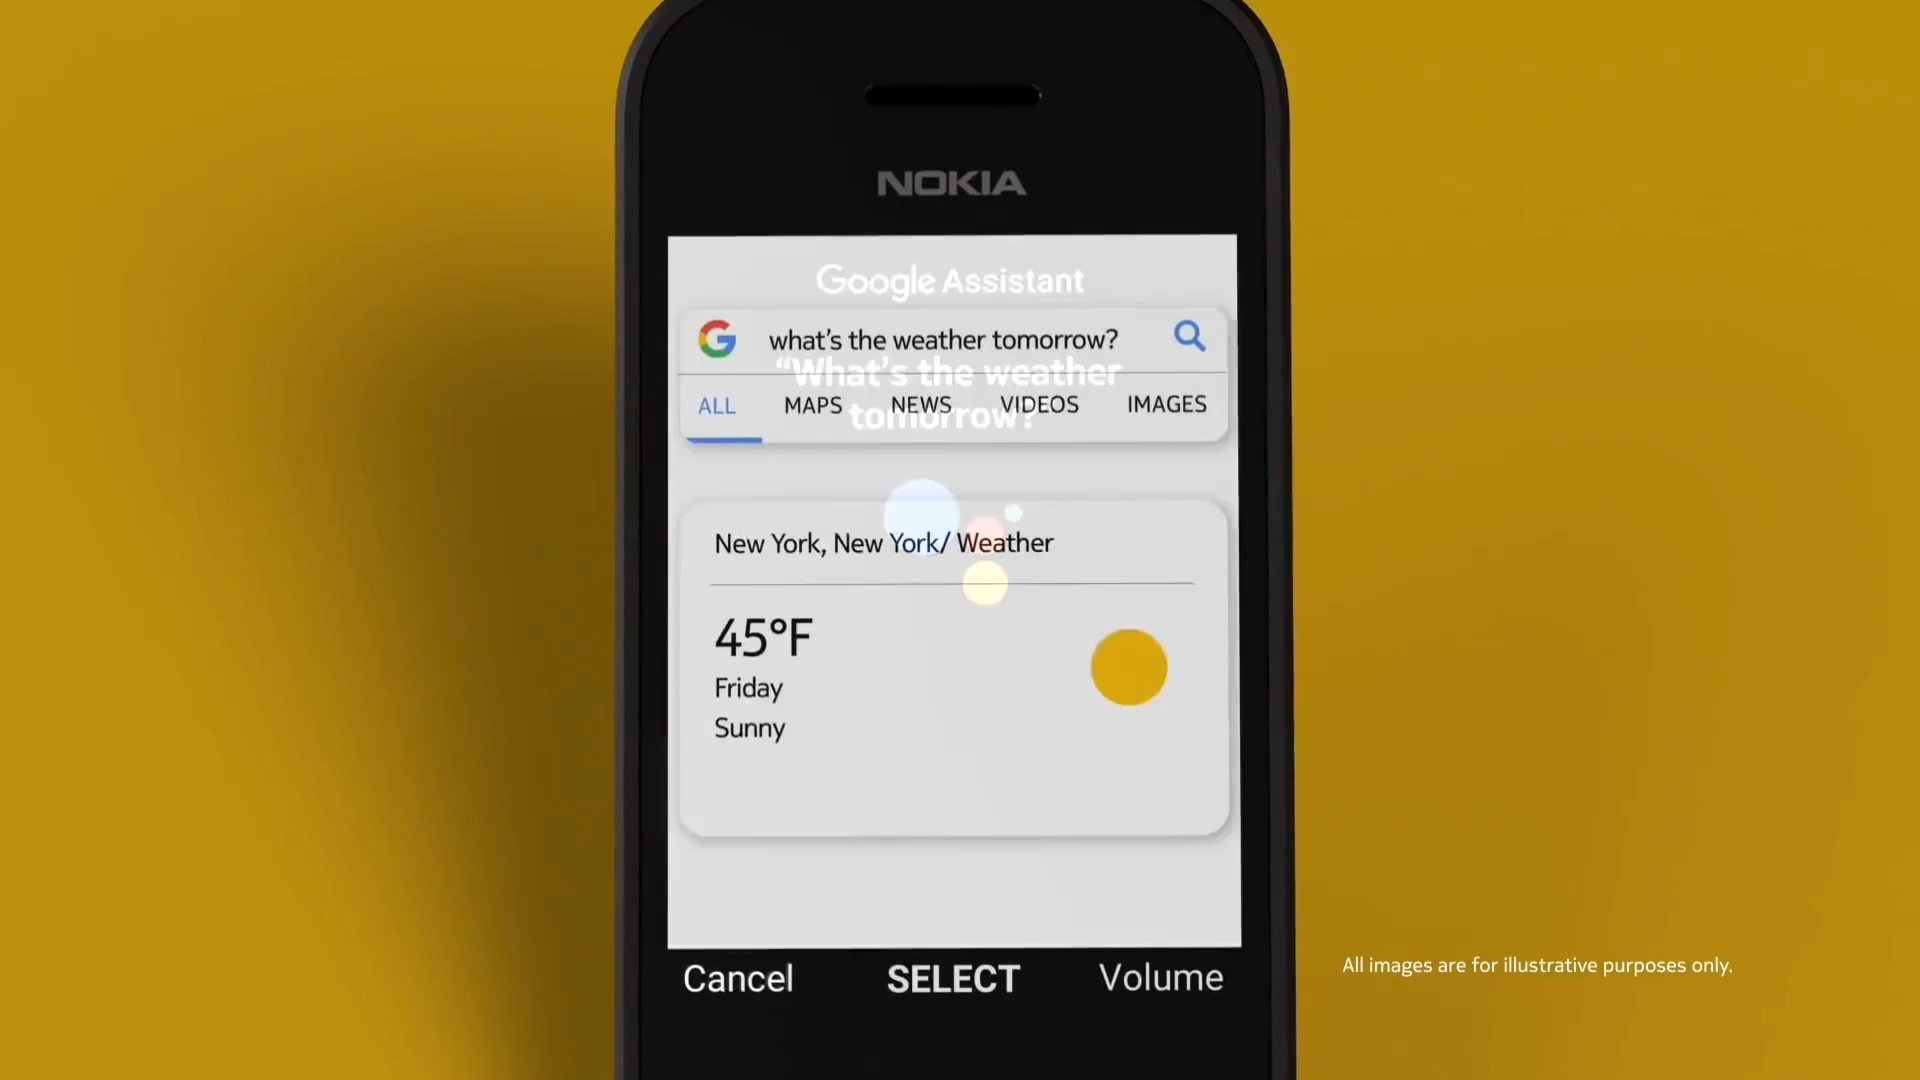 NOKIA
Google Assistant
what's the weather tomorrow?
"What's the weather
tomorrow?"
ALL MAPS NEWS VIDEOS IMAGES
New York, New York/ Weather
45°F
Friday
Sunny
Cancel SELECT Volume
All images are for illustrative purposes only.